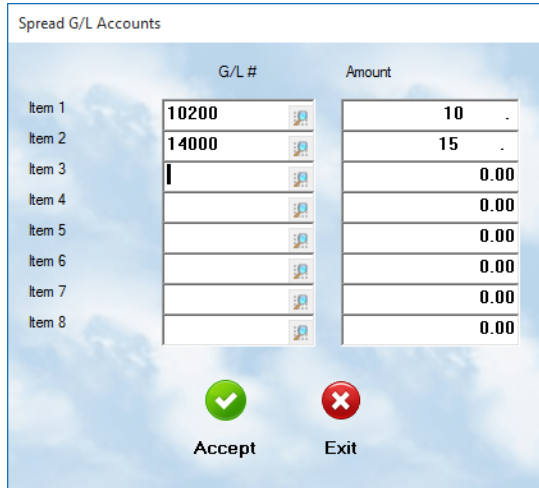 Spread G/L Accounts
G/L # Amount
Item 1 10200 10 .
Item 2 14000 15 .
Item 3 0.00
Item 4 0.00
Item 5 0.00
Item 6 0.00
Item 7 0.00
Item 8 0.00
Accept Exit